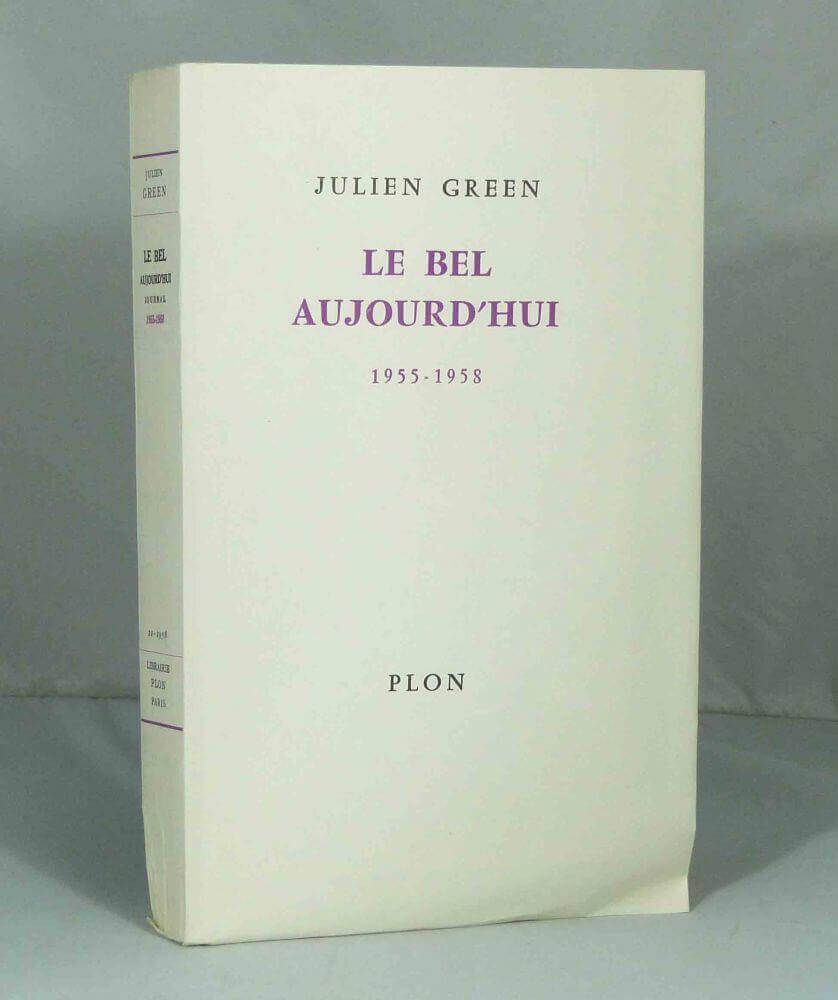 JULIEN
GREEN
LE BEL
AUJOURD'HUI
JOURNAL
1955-1958
LIBRAIRIE
PLON
PARIS
JULIEN GREEN
LE BEL
AUJOURD'HUI
1955-1958
PLON